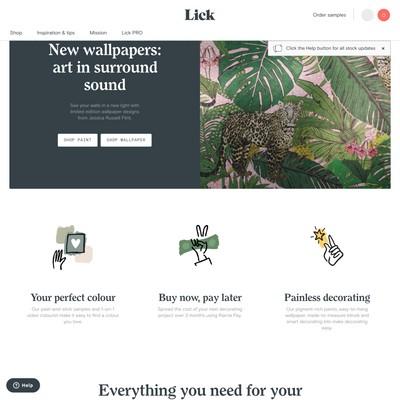 Lick
Order samples
Shop Inspiration & tips Mission Lick PRO
New wallpapers:
art in surround
sound
Click the Help button for all stock updates
See your walls in a new light with
limited-edition wallpaper designs
from Jessica Russell Flint.
SHOP PAINT SHOP WALLPAPER
Your perfect colour
Our peel-and-stick samples and 1-on-1
video consults make it easy to find a colour
you love.
Buy now, pay later
Spread the cost of your next decorating
project over 3 months using Klarna Pay.
Painless decorating
Our pigment-rich paints, easy-to-hang
wallpaper, made-to-measure blinds and
smart decorating kits make decorating
easy.
Help
Everything you need for your